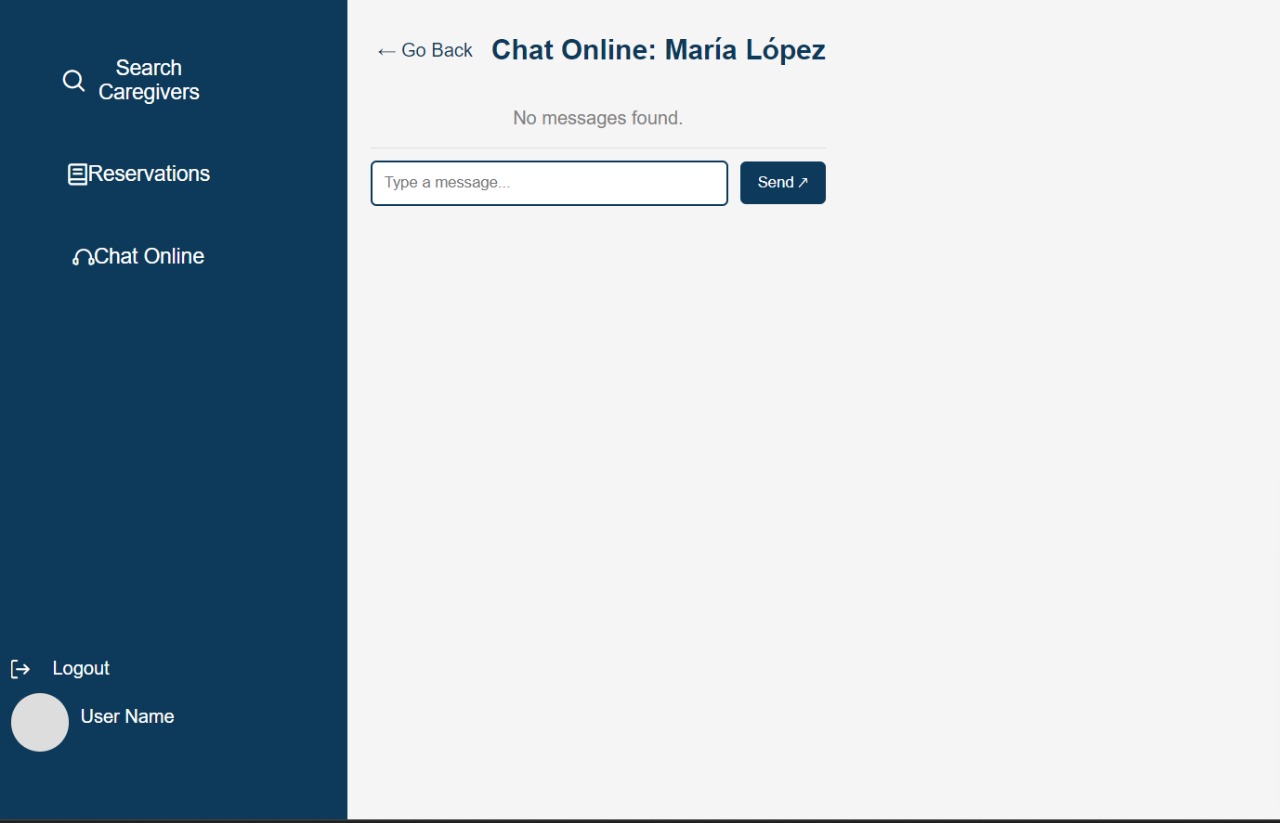 Search
Caregivers
Reservations
Chat Online
Logout
User Name
← Go Back
Chat Online: María López
No messages found.
Type a message...
Send ↗